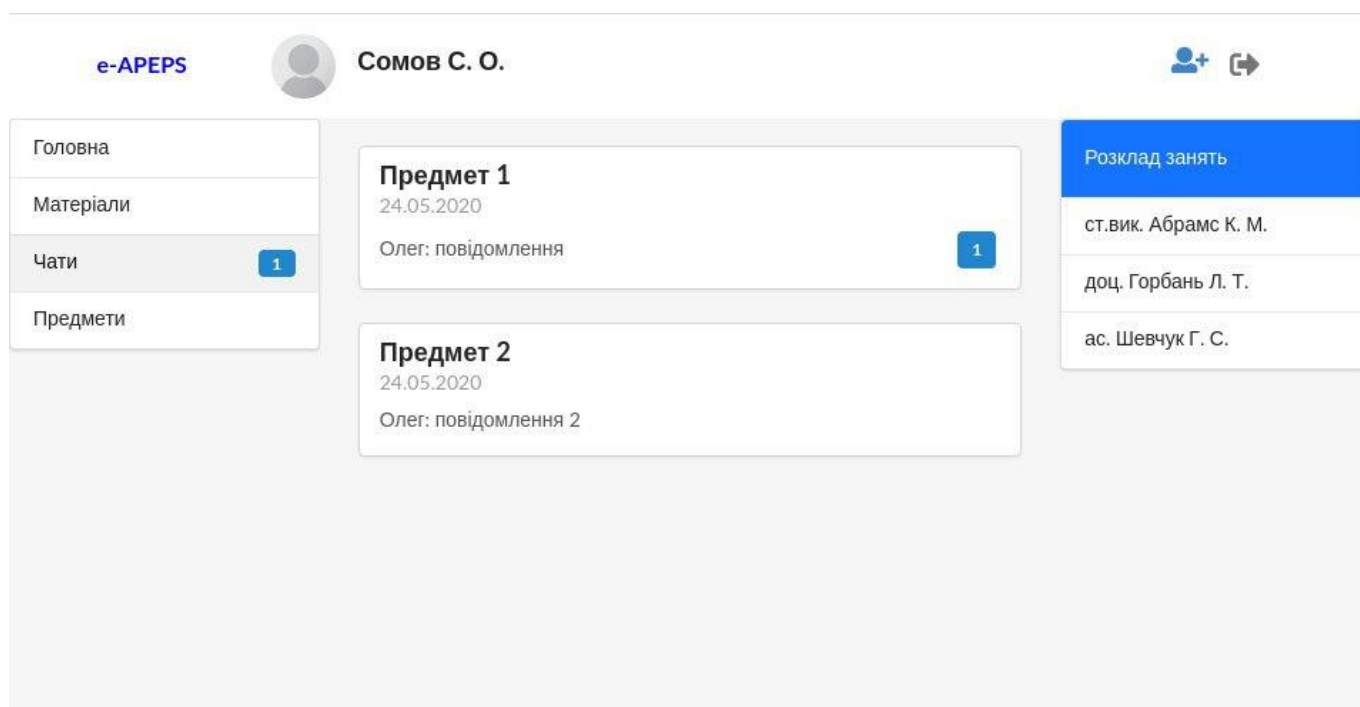 e-APEPS
Сомов С. О.
Головна
Матеріали
Чати 1
Предмети
Предмет 1
24.05.2020
Олег: повідомлення 1
Предмет 2
24.05.2020
Олег: повідомлення 2
Розклад занять
ст.вик. Абрамс К. М.
доц. Горбань Л. Т.
ас. Шевчук Г. С.